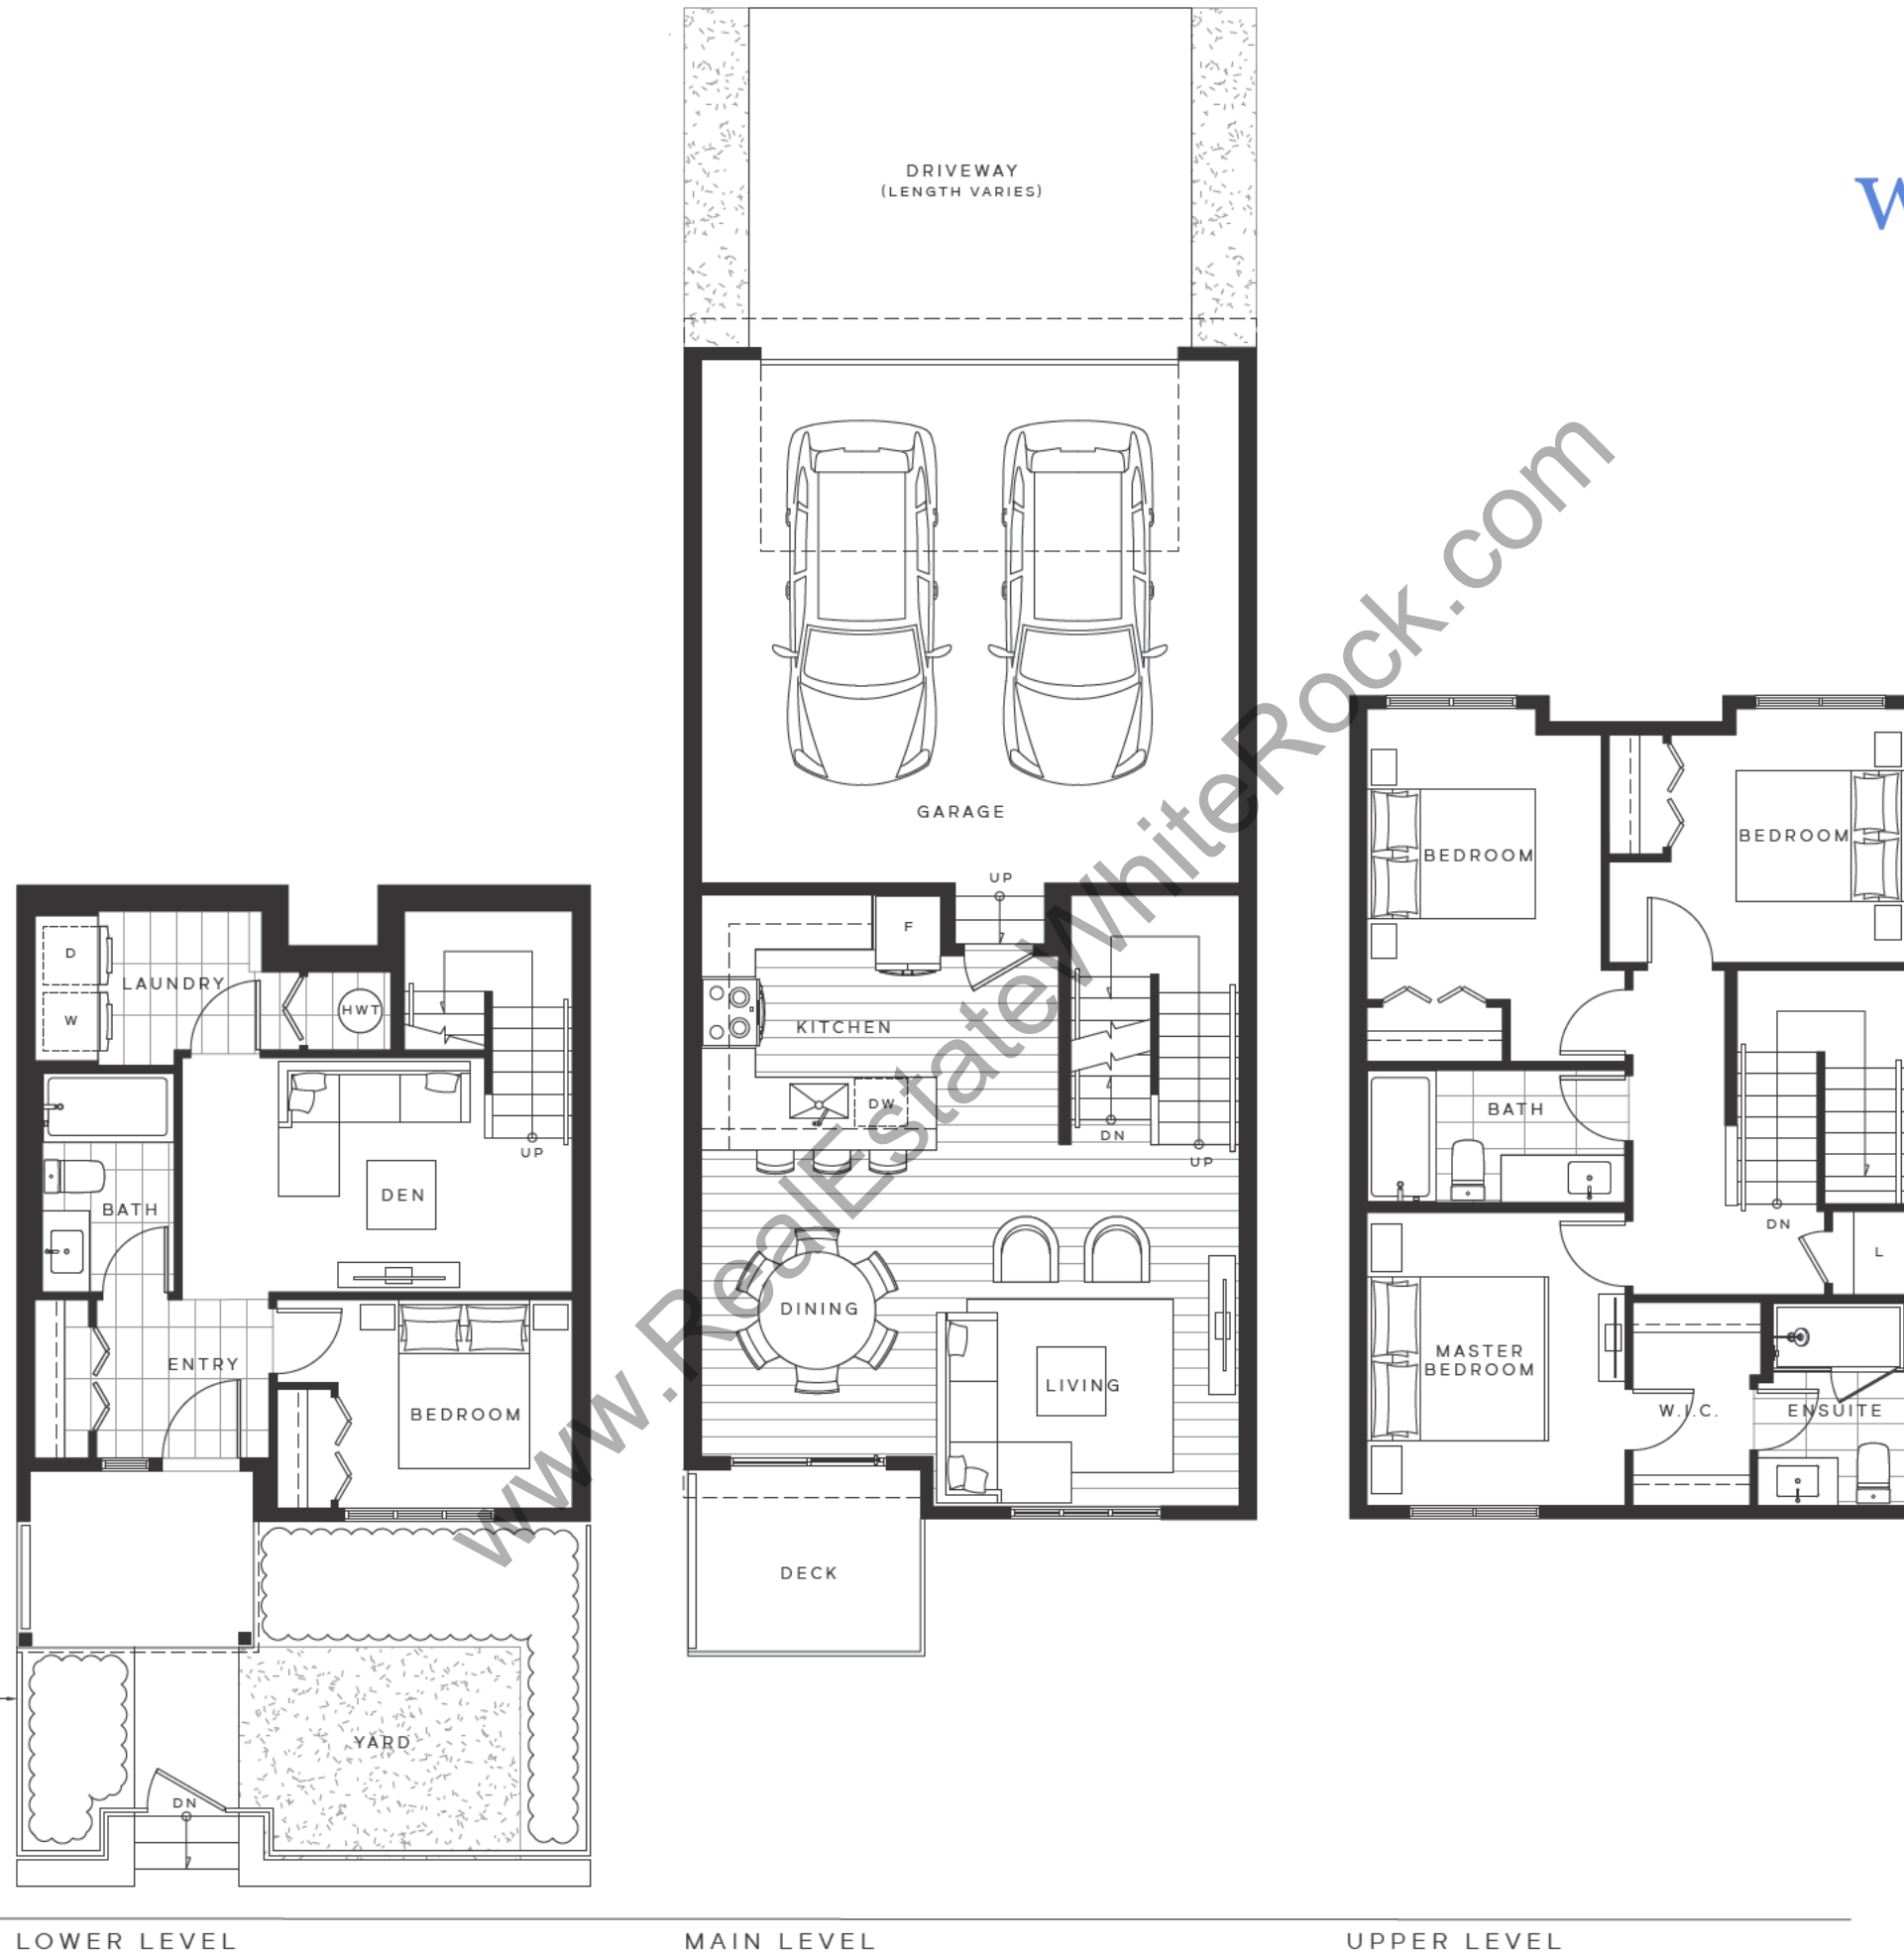 DRIVEWAY
(LENGTH VARIES)
W
GARAGE
UP
F
KITCHEN
DW
DN
UP
DINING
LIVING
DECK
D
LAUNDRY
W
HWT
UP
DEN
BATH
ENTRY
BEDROOM
YARD
DN
BEDROOM
BEDROOM
BATH
DN
L
MASTER
BEDROOM
W.I.C.
ENSUITE
www.RealEstateWhiteRock.com
LOWER LEVEL
MAIN LEVEL
UPPER LEVEL